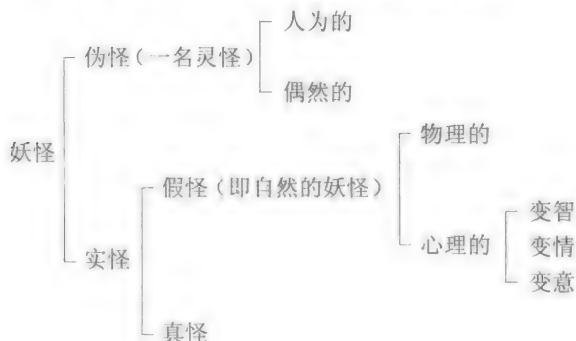 人为的
伪怪（一名灵怪）
偶然的
妖怪
物理的
假怪（即自然的妖怪）
变智
心理的
变情
实怪
变意
真怪